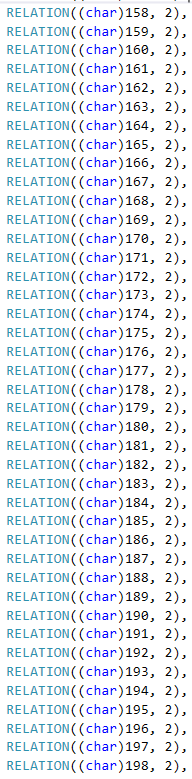 RELATION((char)158, 2),
RELATION((char)159, 2),
RELATION((char)160, 2),
RELATION((char)161, 2),
RELATION((char)162, 2),
RELATION((char)163, 2),
RELATION((char)164, 2),
RELATION((char)165, 2),
RELATION((char)166, 2),
RELATION((char)167, 2),
RELATION((char)168, 2),
RELATION((char)169, 2),
RELATION((char)170, 2),
RELATION((char)171, 2),
RELATION((char)172, 2),
RELATION((char)173, 2),
RELATION((char)174, 2),
RELATION((char)175, 2),
RELATION((char)176, 2),
RELATION((char)177, 2),
RELATION((char)178, 2),
RELATION((char)179, 2),
RELATION((char)180, 2),
RELATION((char)181, 2),
RELATION((char)182, 2),
RELATION((char)183, 2),
RELATION((char)184, 2),
RELATION((char)185, 2),
RELATION((char)186, 2),
RELATION((char)187, 2),
RELATION((char)188, 2),
RELATION((char)189, 2),
RELATION((char)190, 2),
RELATION((char)191, 2),
RELATION((char)192, 2),
RELATION((char)193, 2),
RELATION((char)194, 2),
RELATION((char)195, 2),
RELATION((char)196, 2),
RELATION((char)197, 2),
RELATION((char)198, 2),